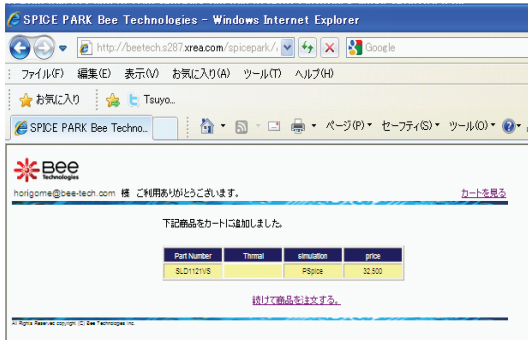 SPICE PARK Bee Technologies - Windows Internet Explorer
http://beetech.s287.xrea.com/spicepark/
Google
ファイル(F) 編集(E) 表示(V) お気に入り(A) ツール(T) ヘルプ(H)
お気に入り Tsuyo...
SPICE PARK Bee Techno... ページ(P) セーフティ(S) ツール(O)
Bee
Technologies
horigome@bee-tech.com 様 ご利用ありがとうございます。 カートを見る
下記商品をカートに追加しました。
Part Number Thrmal simulation price
SLD1121VS PSpice 32,500
続けて商品を注文する。
All Rights Reserved copyright (C) Bee Technologies Inc.